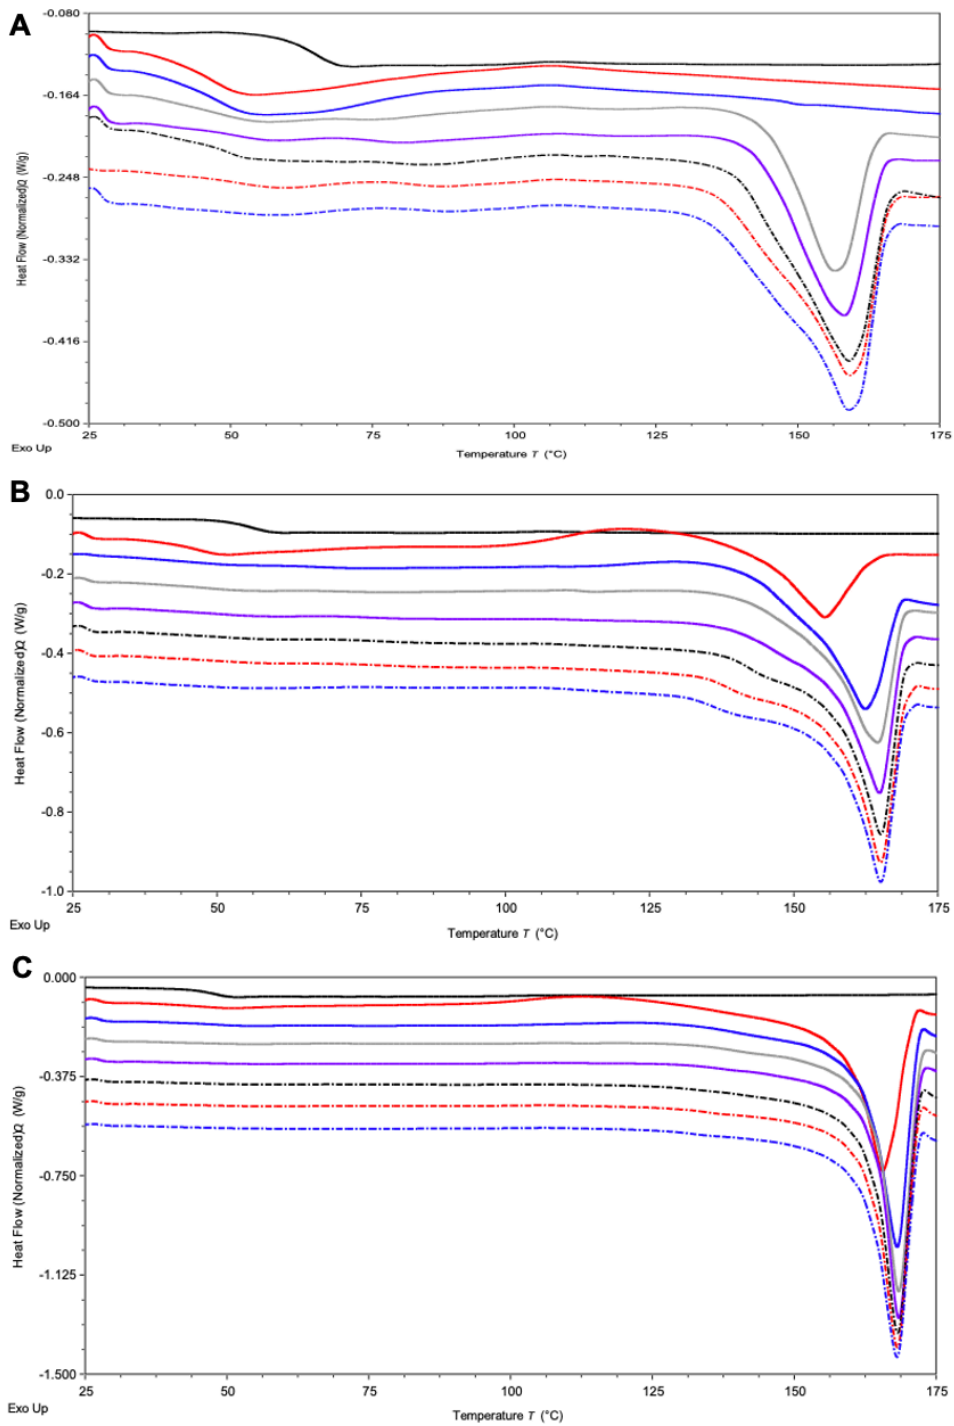 A
-0.080
-0.164
-0.248
-0.332
-0.416
-0.500
Heat Flow (Normalized)Ω (W/g)
25 50 75 100 125 150 175
Exo Up
Temperature T (°C)
B
0.0
-0.2
-0.4
-0.6
-0.8
-1.0
Heat Flow (Normalized)Ω (W/g)
25 50 75 100 125 150 175
Exo Up
Temperature T (°C)
C
0.000
-0.375
-0.750
-1.125
-1.500
Heat Flow (Normalized)Ω (W/g)
25 50 75 100 125 150 175
Exo Up
Temperature T (°C)